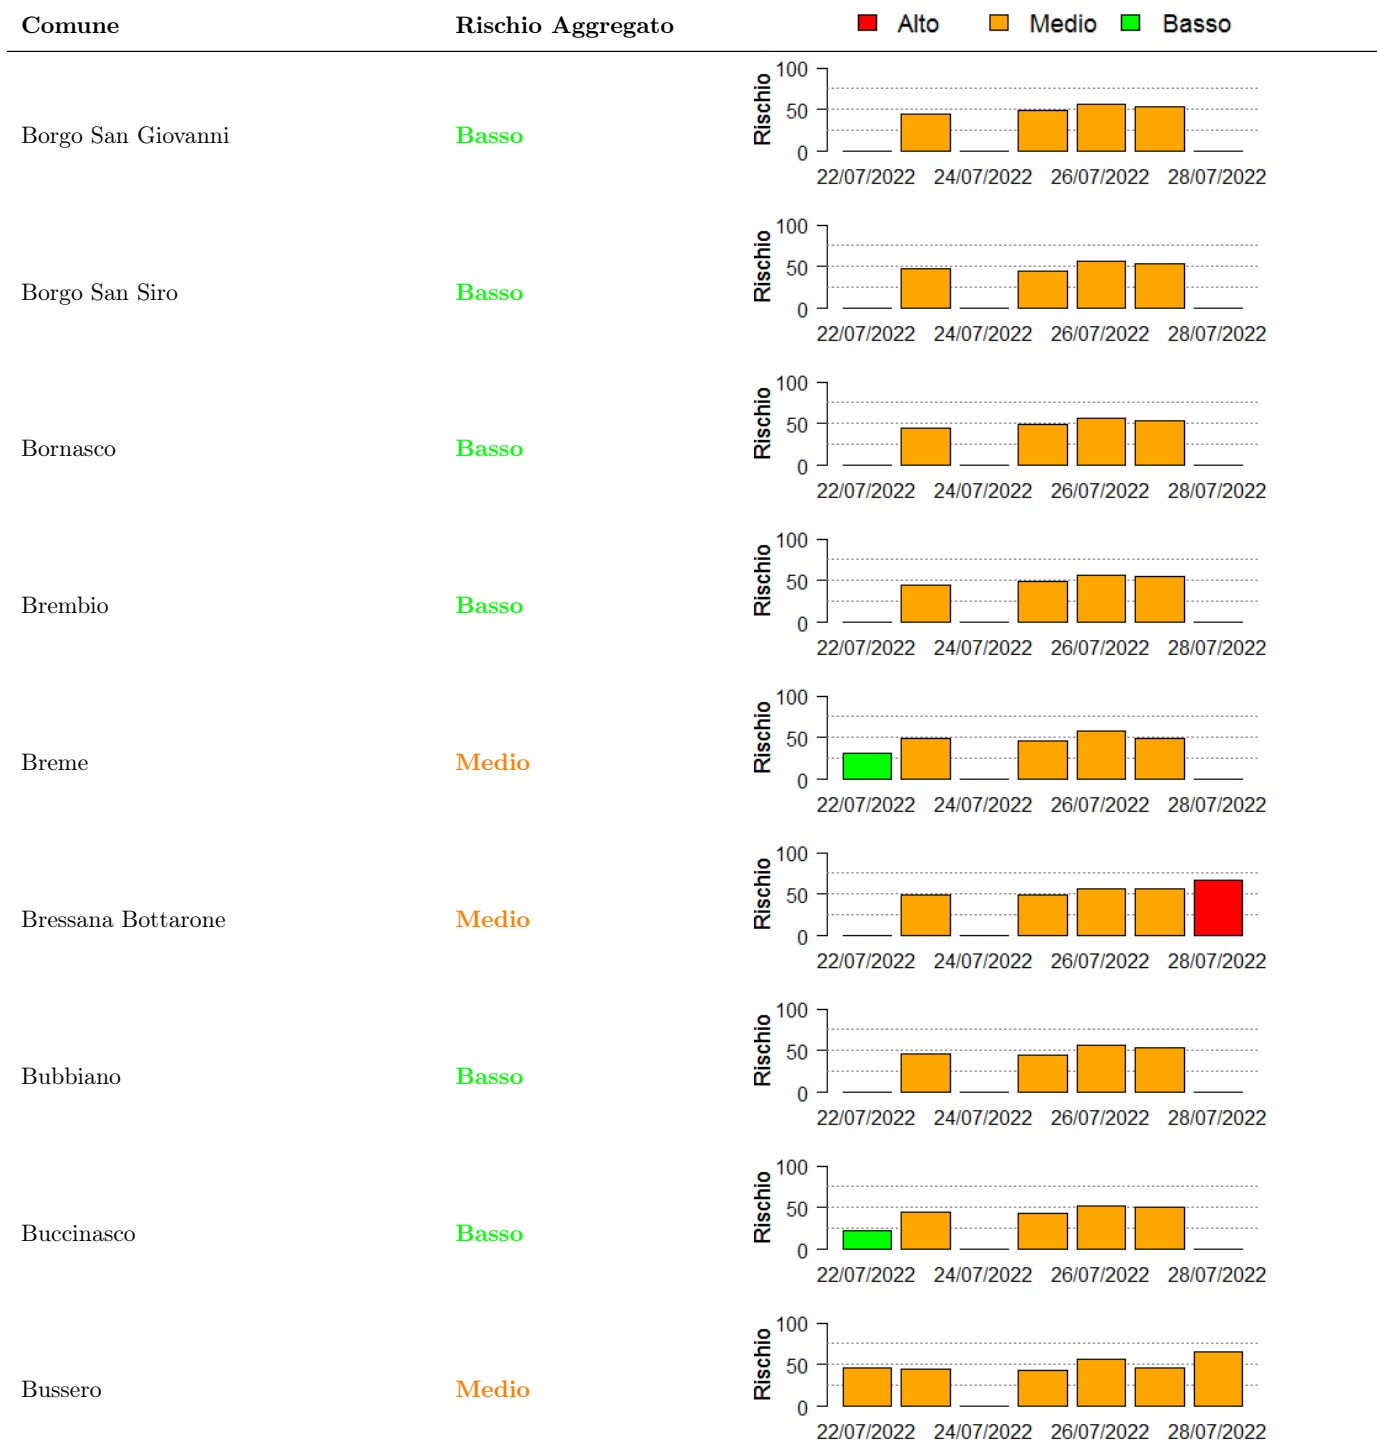 Comune Rischio Aggregato Alto Medio Basso
Borgo San Giovanni Basso
Rischio
100
50
0
22/07/2022 24/07/2022 26/07/2022 28/07/2022
Borgo San Siro Basso
Rischio
100
50
0
22/07/2022 24/07/2022 26/07/2022 28/07/2022
Bornasco Basso
Rischio
100
50
0
22/07/2022 24/07/2022 26/07/2022 28/07/2022
Brembio Basso
Rischio
100
50
0
22/07/2022 24/07/2022 26/07/2022 28/07/2022
Breme Medio
Rischio
100
50
0
22/07/2022 24/07/2022 26/07/2022 28/07/2022
Bressana Bottarone Medio
Rischio
100
50
0
22/07/2022 24/07/2022 26/07/2022 28/07/2022
Bubbiano Basso
Rischio
100
50
0
22/07/2022 24/07/2022 26/07/2022 28/07/2022
Buccinasco Basso
Rischio
100
50
0
22/07/2022 24/07/2022 26/07/2022 28/07/2022
Bussero Medio
Rischio
100
50
0
22/07/2022 24/07/2022 26/07/2022 28/07/2022